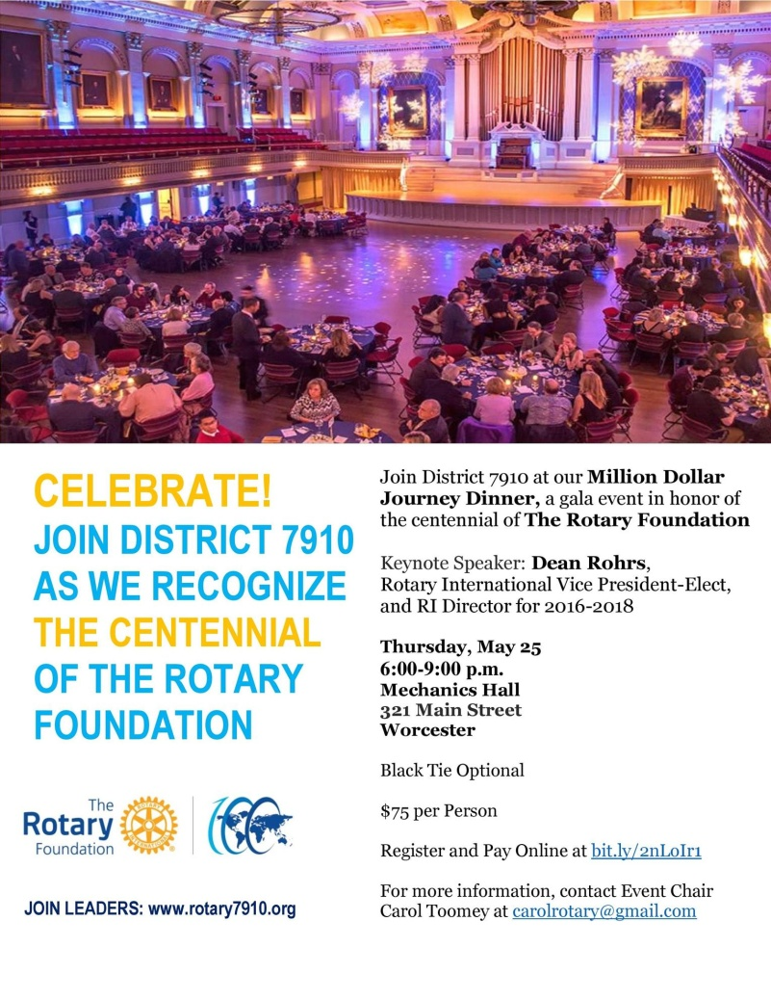 CELEBRATE!
JOIN DISTRICT 7910
AS WE RECOGNIZE
THE CENTENNIAL
OF THE ROTARY
FOUNDATION
The
Rotary
Foundation
ROTARY
INTERNATIONAL
100
JOIN LEADERS: www.rotary7910.org
Join District 7910 at our Million Dollar
Journey Dinner, a gala event in honor of
the centennial of The Rotary Foundation
Keynote Speaker: Dean Rohrs,
Rotary International Vice President-Elect,
and RI Director for 2016-2018
Thursday, May 25
6:00-9:00 p.m.
Mechanics Hall
321 Main Street
Worcester
Black Tie Optional
$75 per Person
Register and Pay Online at bit.ly/2nLoIr1
For more information, contact Event Chair
Carol Toomey at carolrotary@gmail.com